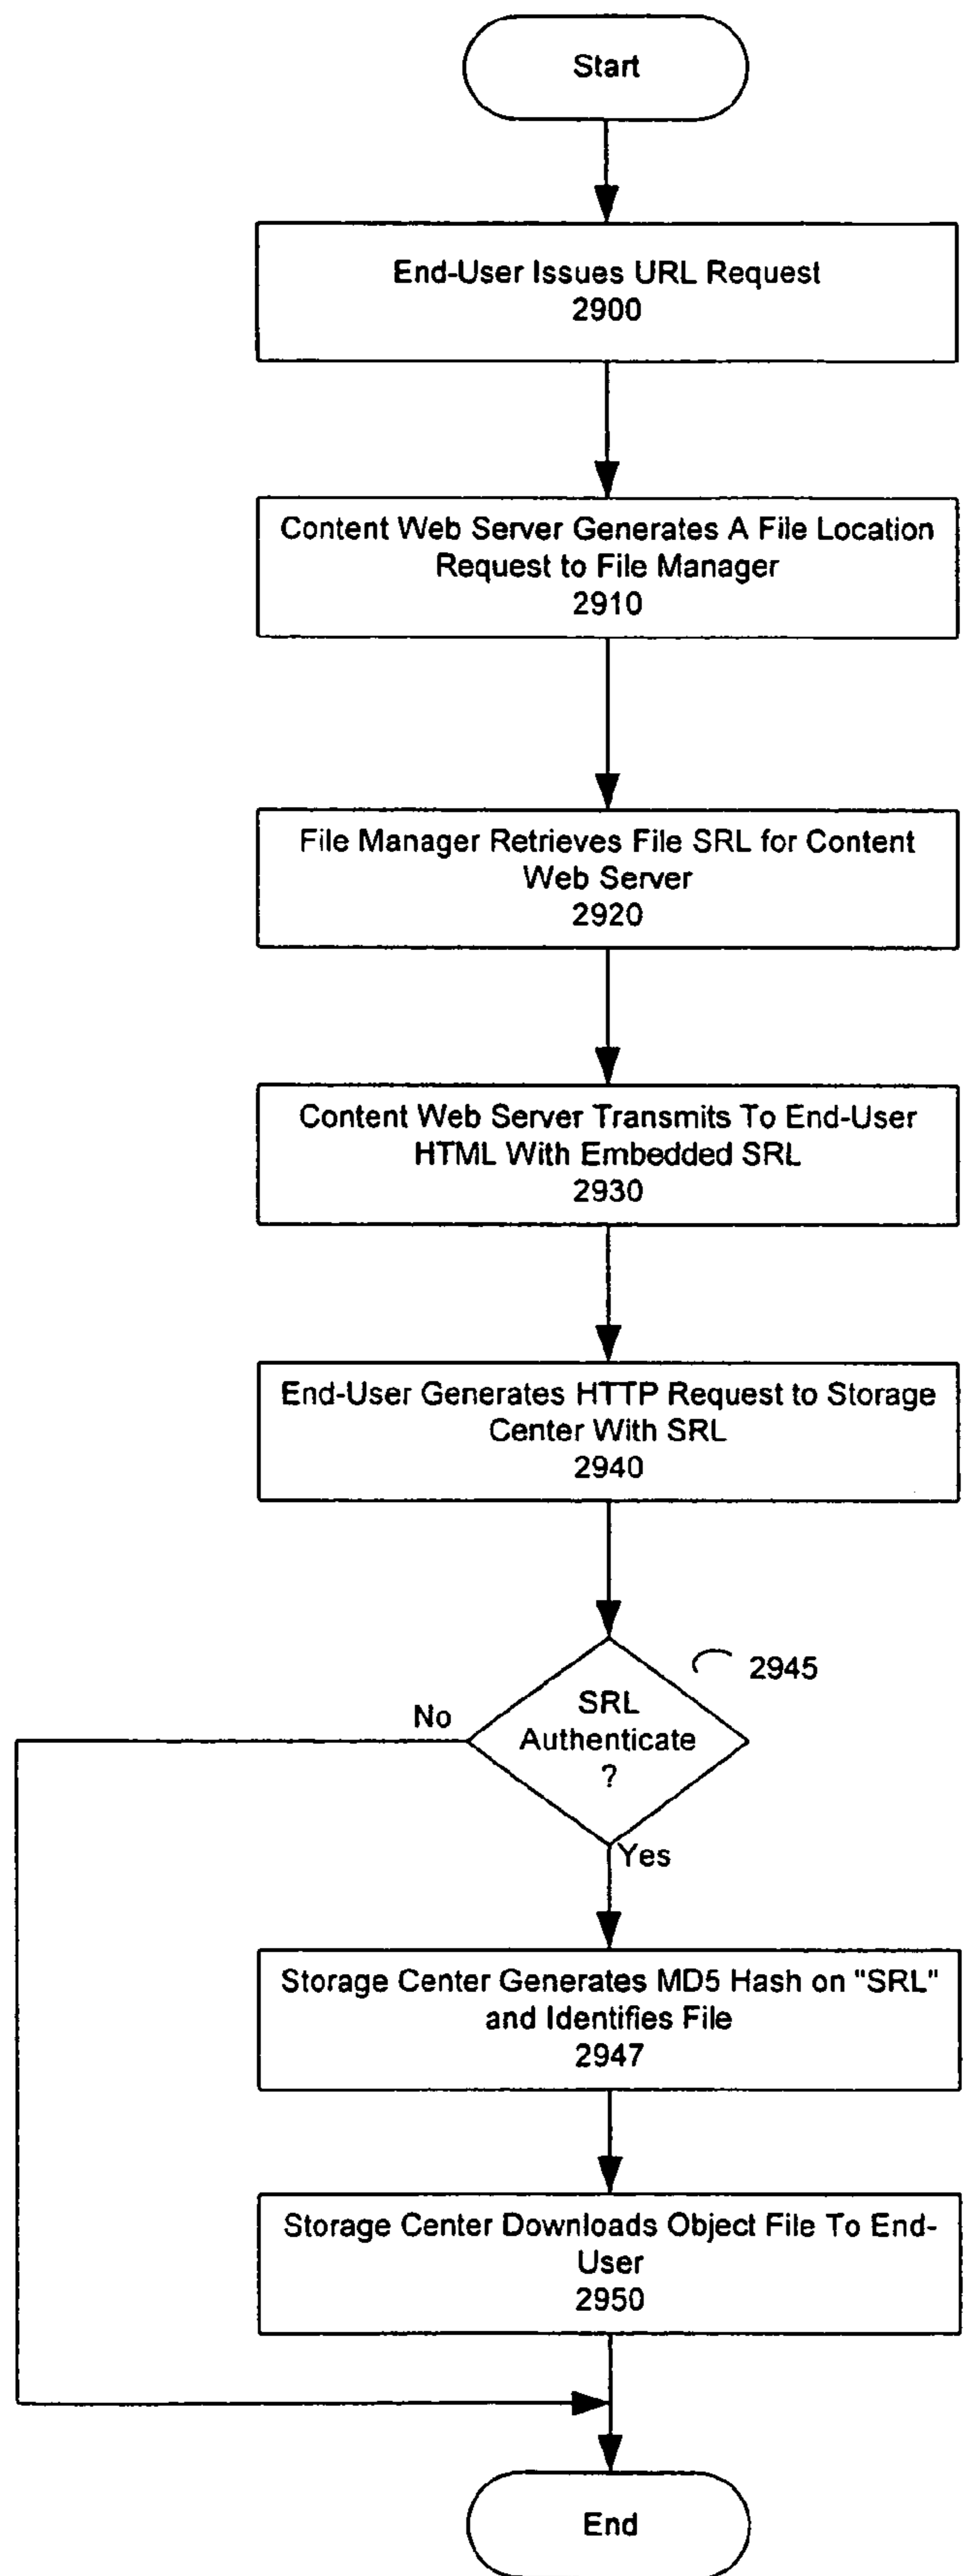 Start
End-User Issues URL Request
2900
Content Web Server Generates A File Location
Request to File Manager
2910
File Manager Retrieves File SRL for Content
Web Server
2920
Content Web Server Transmits To End-User
HTML With Embedded SRL
2930
End-User Generates HTTP Request to Storage
Center With SRL
2940
2945
SRL
Authenticate
?
No
Yes
Storage Center Generates MD5 Hash on "SRL"
and Identifies File
2947
Storage Center Downloads Object File To End-
User
2950
End